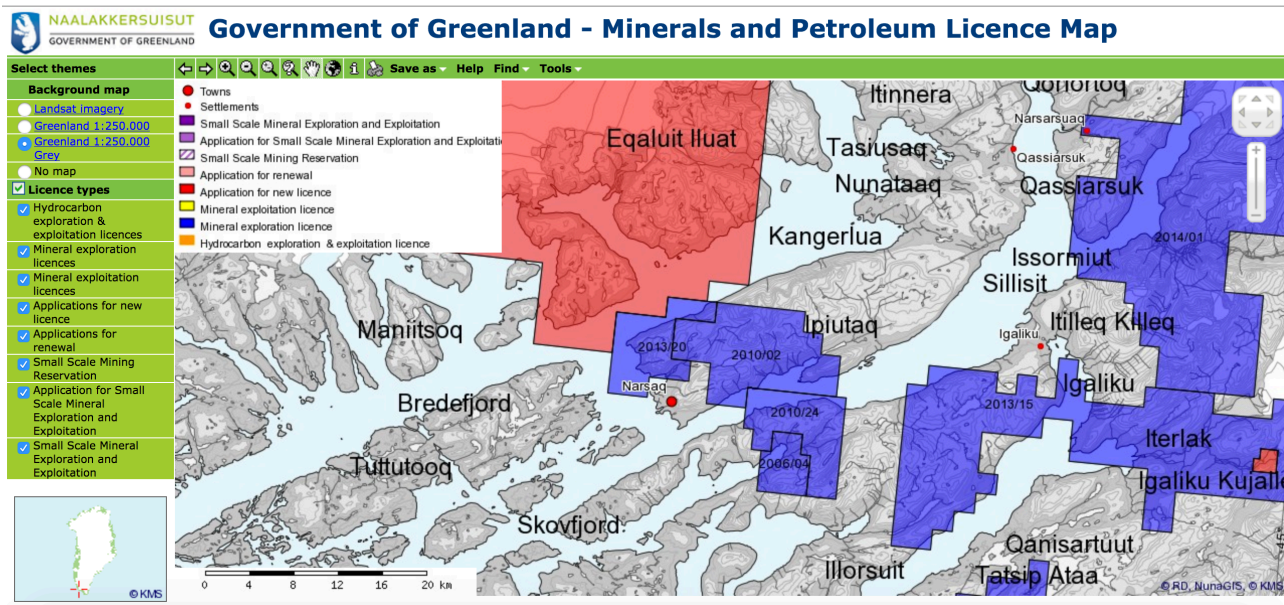 NAALAKKERSUISUT
GOVERNMENT OF GREENLAND
Government of Greenland - Minerals and Petroleum Licence Map
Select themes
Save as
Help
Find
Tools
Background map
Landsat imagery
Greenland 1:250.000
Greenland 1:250.000
Grey
No map
Licence types
Hydrocarbon
exploration &
exploitation licences
Mineral exploration
licences
Mineral exploitation
licences
Applications for new
licence
Applications for
renewal
Small Scale Mining
Reservation
Application for Small
Scale Mineral
Exploration and
Exploitation
Small Scale Mineral
Exploration and
Exploitation
© KMS
Towns
Settlements
Small Scale Mineral Exploration and Exploitation
Application for Small Scale Mineral Exploration and Exploitati
Small Scale Mining Reservation
Application for renewal
Application for new licence
Mineral exploitation licence
Mineral exploration licence
Hydrocarbon exploration & exploitation licence
Itinnera
Qorlortoq
Narsarsuaq
Eqaluit Iluat
Tasiusaq
Qassiarsuk
Nunataaq
Qassiarsuk
Kangerlua
2014/01
Issormiut
Sillisit
Maniitsoq
Ipiutaq
Itilleq Killeq
Igaliku
2013/20
2010/02
Narsaq
Igaliku
Bredefjord
2010/24
2013/15
Iterlak
Tuttutooq
2006/04
Igaliku Kujalle
Skovfjord
Qanisartuut
Illorsuit
Tatsip Ataa
0 4 8 12 16 20 km
© RD, NunaGIS, © KMS